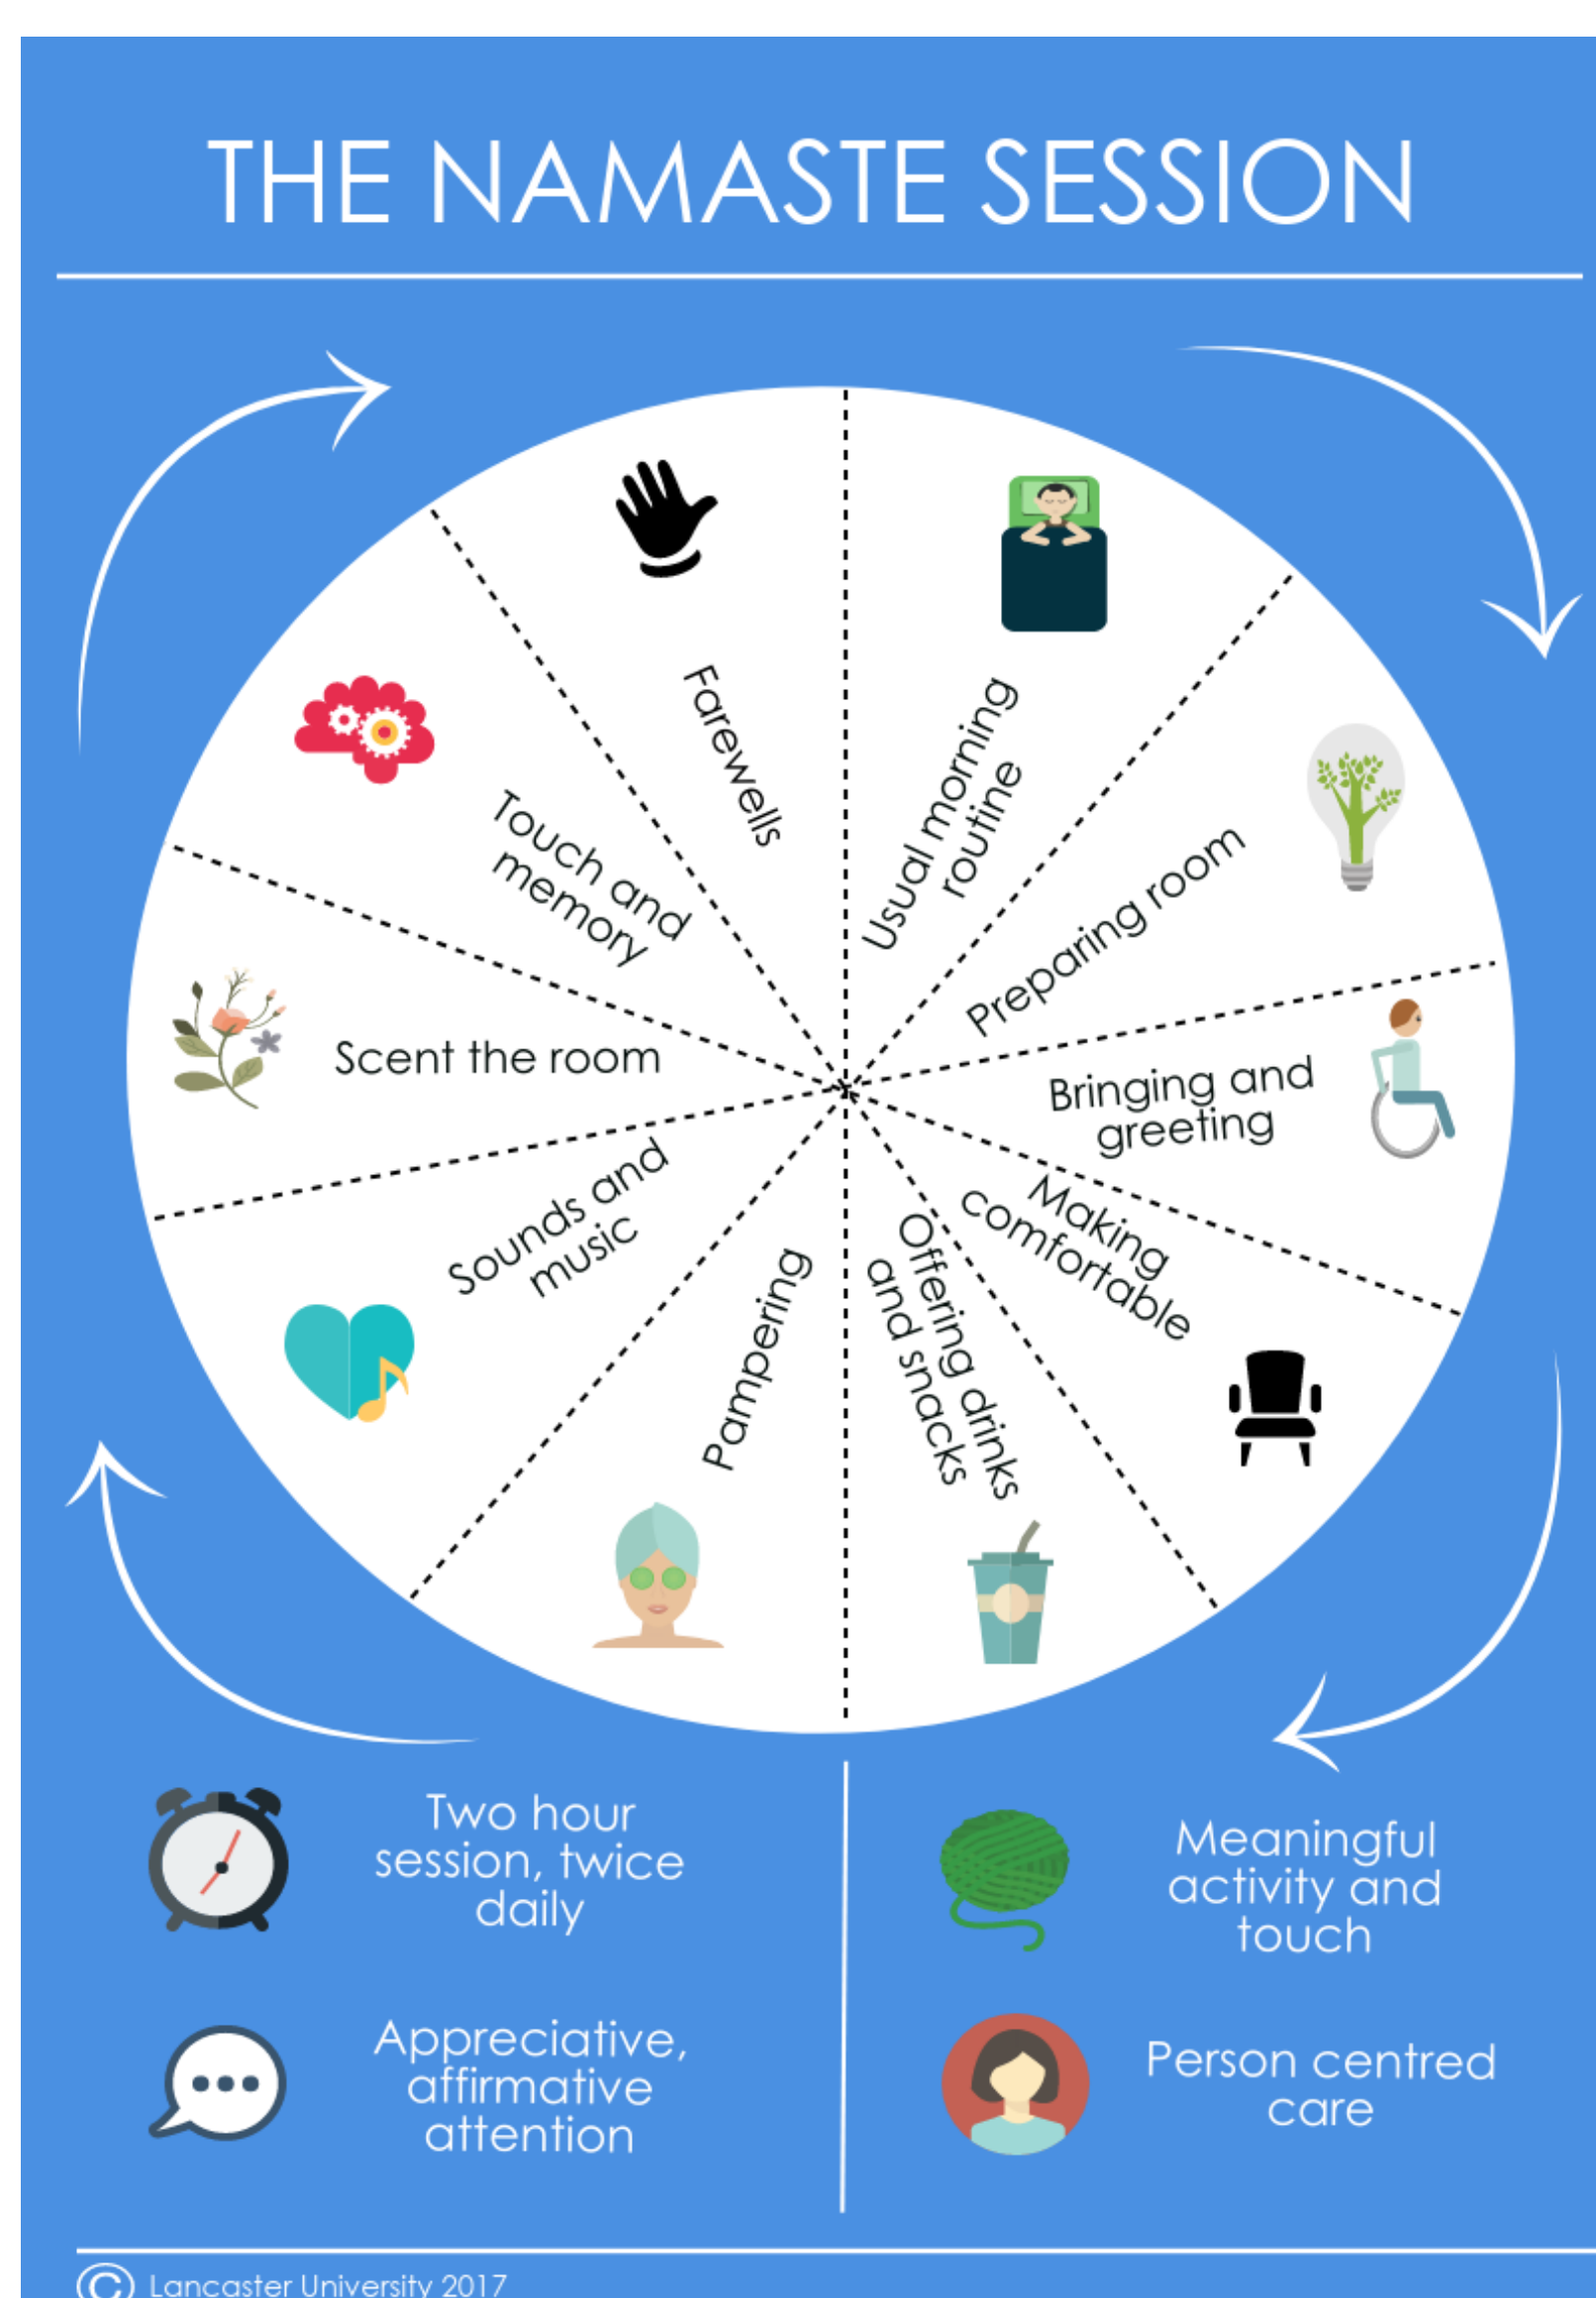 THE NAMASTE SESSION
Usual morning
routine
Preparing room
Bringing and
greeting
Making
comfortable
Offering drinks
and snacks
Pampering
Sounds and
music
Scent the room
Touch and
memory
Farewells
Two hour
session, twice
daily
Meaningful
activity and
touch
Appreciative,
affirmative
attention
Person centred
care
© Lancaster University 2017